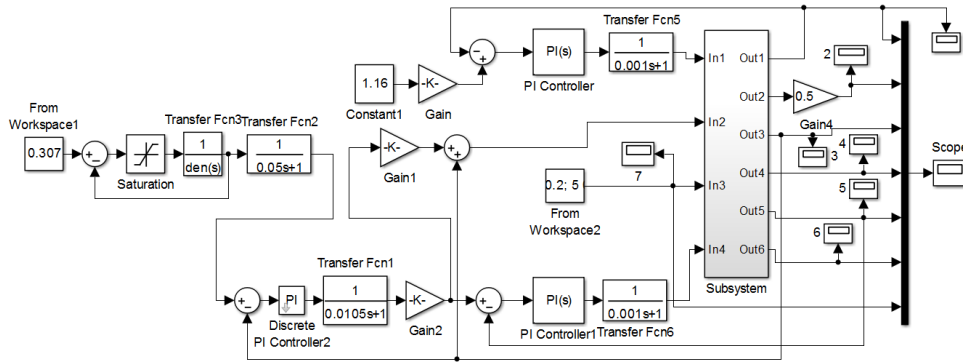 Transfer Fcn5
PI(s)
1
0.001s+1
PI Controller
1.16
Constant1
-K-
Gain
In1
Out1
2
Out2
0.5
Gain4
From
Workspace1
0.307
Saturation
Transfer Fcn3
1
den(s)
Transfer Fcn2
1
0.05s+1
-K-
Gain1
In2
Out3
3
7
4
Scope
0.2; 5
From
Workspace2
In3
Out4
5
Out5
6
In4
Out6
Subsystem
PI
Discrete
PI Controller2
Transfer Fcn1
1
0.0105s+1
-K-
Gain2
PI(s)
PI Controller1
1
0.001s+1
Transfer Fcn6